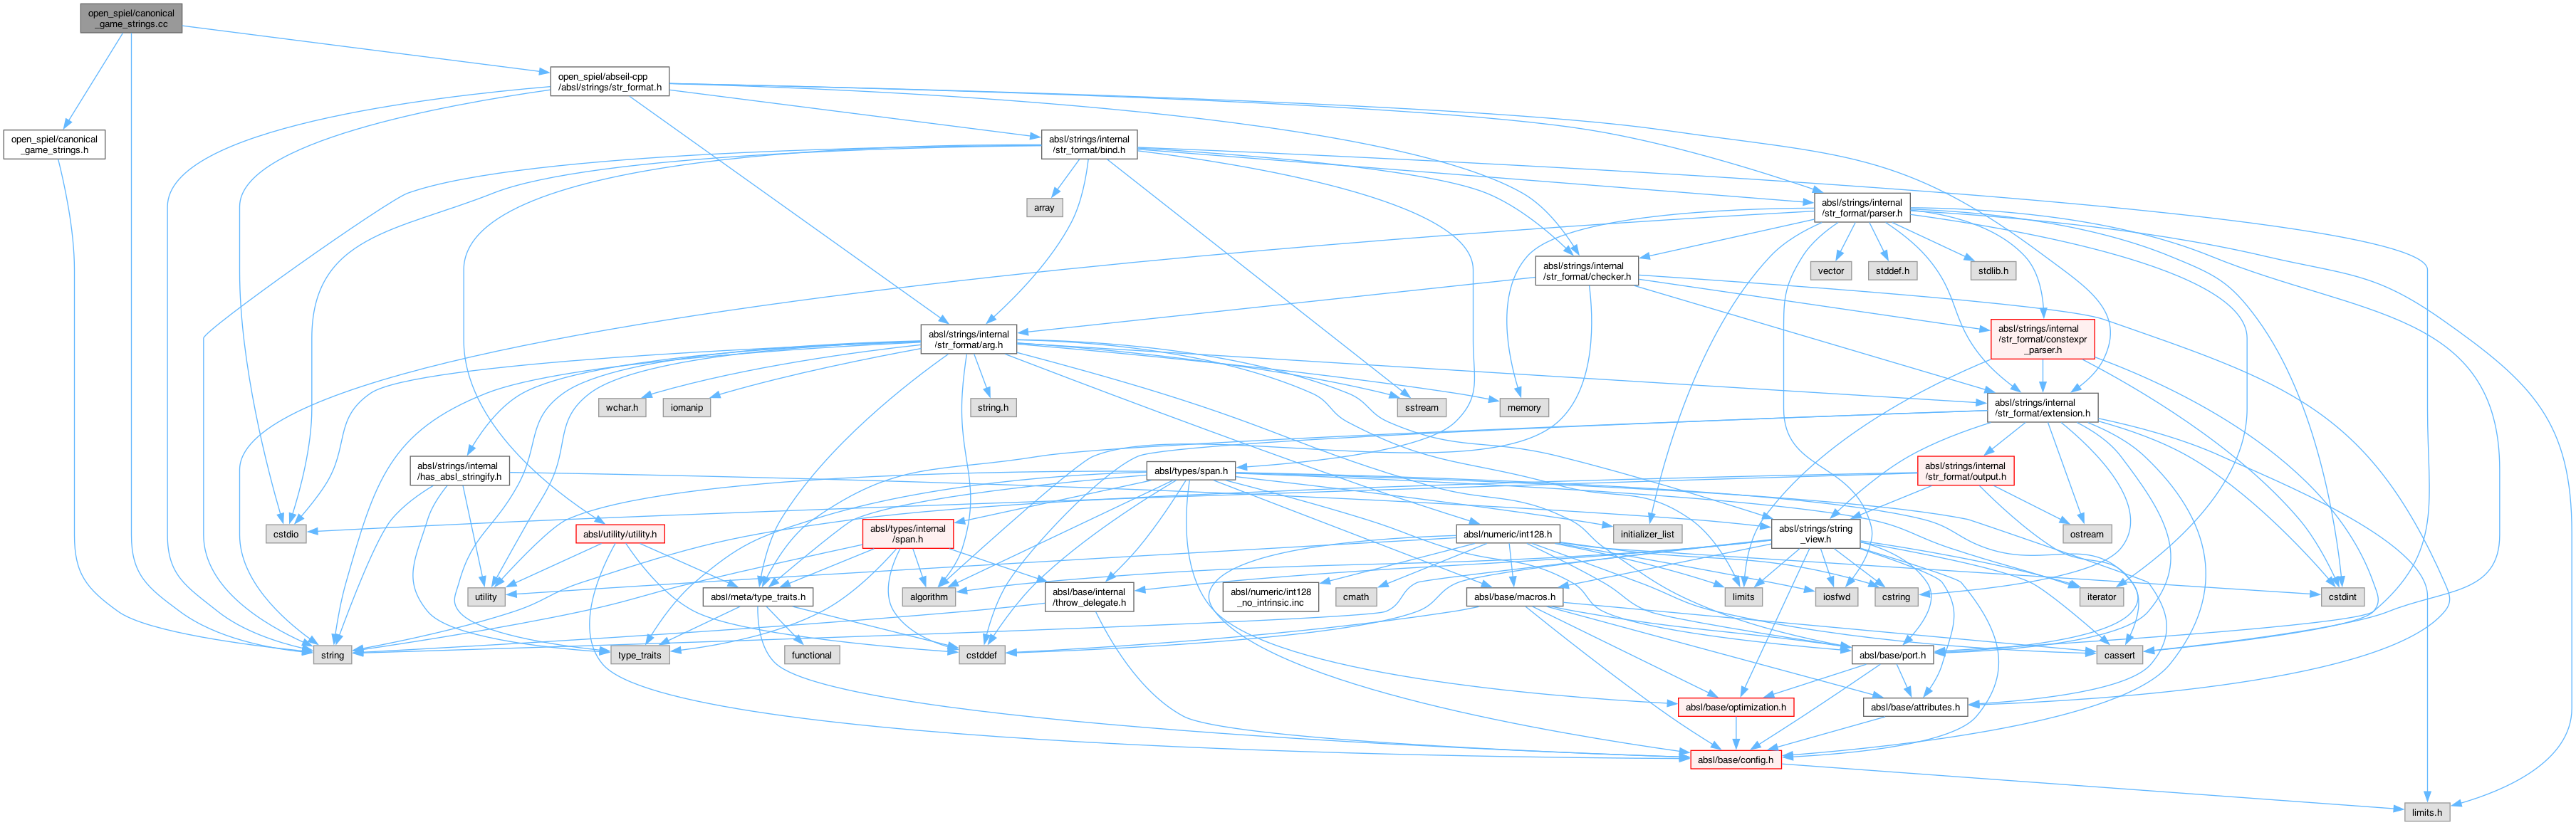 open_spiel/canonical
_game_strings.cc
open_spiel/abseil-cpp
/absl/strings/str_format.h
open_spiel/canonical
_game_strings.h
absl/strings/internal
/str_format/bind.h
array
absl/strings/internal
/str_format/parser.h
absl/strings/internal
/str_format/checker.h
vector
stddef.h
stdlib.h
absl/strings/internal
/str_format/arg.h
absl/strings/internal
/str_format/constexpr
_parser.h
wchar.h
iomanip
string.h
sstream
memory
absl/strings/internal
/str_format/extension.h
absl/strings/internal
/has_absl_stringify.h
absl/types/span.h
absl/strings/internal
/str_format/output.h
cstdio
absl/utility/utility.h
absl/types/internal
/span.h
absl/numeric/int128.h
initializer_list
absl/strings/string
_view.h
ostream
utility
absl/meta/type_traits.h
algorithm
absl/base/internal
/throw_delegate.h
absl/numeric/int128
_no_intrinsic.inc
cmath
absl/base/macros.h
limits
iosfwd
cstring
iterator
cstdint
string
type_traits
functional
cstddef
absl/base/port.h
cassert
absl/base/optimization.h
absl/base/attributes.h
absl/base/config.h
limits.h